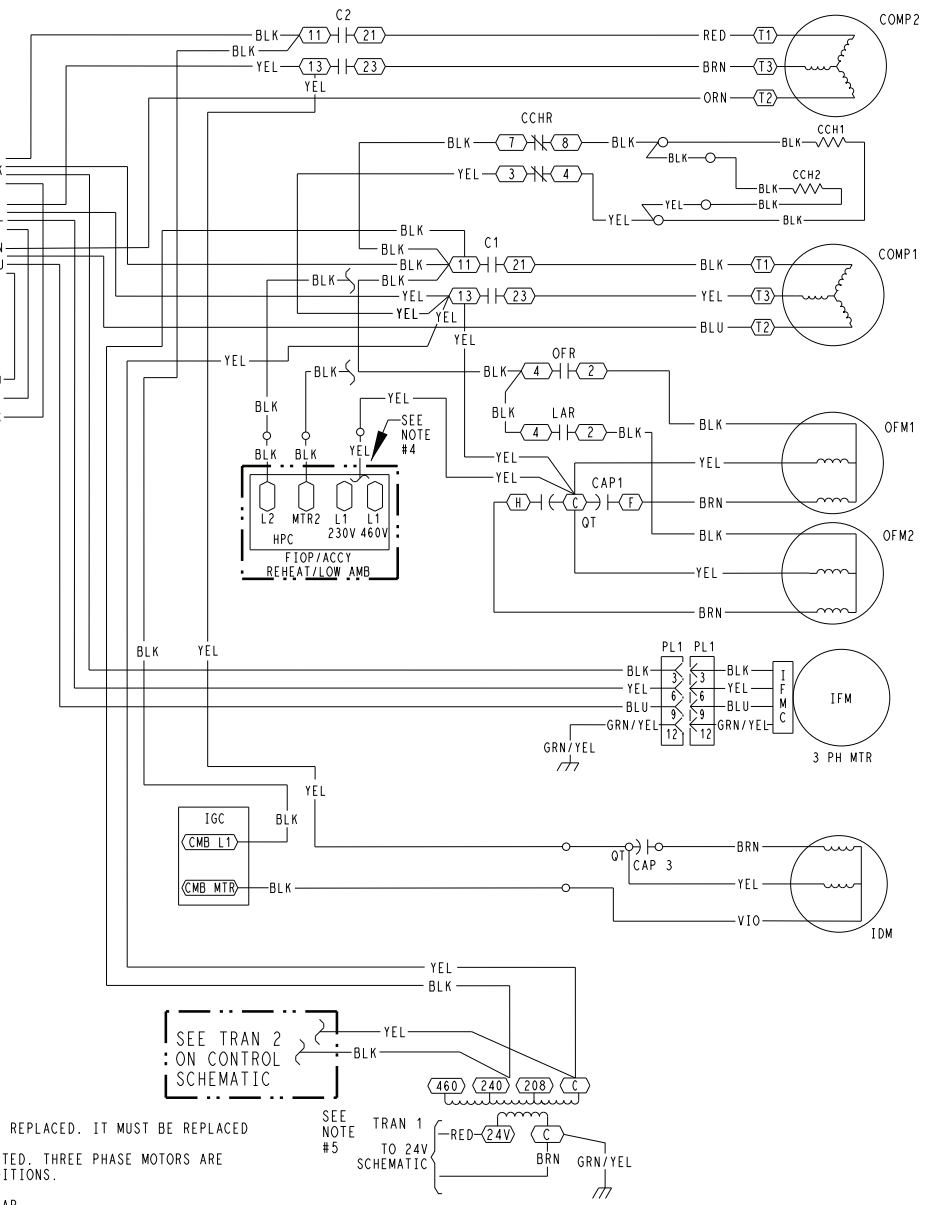 C2
COMP2
BLK 11 21 RED T1
BLK
YEL 13 23 BRN T3
YEL
ORN T2
CCHR
CCH1
BLK 7 8 BLK BLK
BLK
CCH2
YEL 3 4 BLK
YEL BLK
YEL BLK
BLK
C1
COMP1
BLK
BLK 11 21 BLK T1
BLK BLK
YEL 13 23 YEL T3
YEL YEL
BLU T2
YEL
OFR
YEL
BLK BLK 4 2
YEL
BLK
SEE
NOTE
#4
BLK LAR
BLK OFM1
4 2 BLK
YEL
BLK BLK
YEL YEL
YEL
CAP1
H C F BRN
QT
L2 MTR2 L1 L1
230V 460V
HPC
BLK OFM2
FIOP/ACCY
REHEAT/LOW AMB
YEL
BRN
BLK YEL
PL1 PL1
BLK 3 3 BLK
YEL 6 6 YEL
BLU 9 9 BLU
GRN/YEL 12 12 GRN/YEL
IFMC
IFM
GRN/YEL
3 PH MTR
YEL
IGC
BLK
CMB L1
QT CAP 3
BRN
CMB MTR BLK
YEL
VIO
IDM
YEL
BLK
SEE TRAN 2
ON CONTROL
SCHEMATIC
YEL
BLK
460 240 208 C
SEE
NOTE
#5
TRAN 1
RED 24V C
TO 24V
SCHEMATIC
BRN GRN/YEL
REPLACED. IT MUST BE REPLACED
TED. THREE PHASE MOTORS ARE
ITIONS.